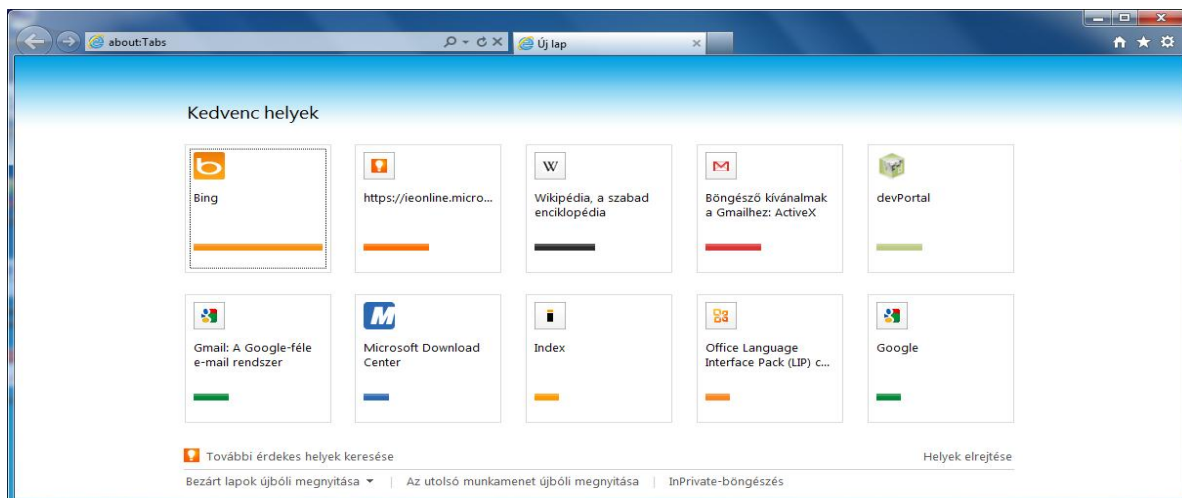 about:Tabs
Új lap
Kedvenc helyek
Bing
https://ieonline.micro...
W
Wikipédia, a szabad
enciklopédia
Böngésző kívánalmak
a Gmailhez: ActiveX
devPortal
Gmail: A Google-féle
e-mail rendszer
Microsoft Download
Center
Index
Office Language
Interface Pack (LIP) c...
Google
További érdekes helyek keresése
Helyek elrejtése
Bezárt lapok újbóli megnyitása | Az utolsó munkamenet újbóli megnyitása | InPrivate-böngészés